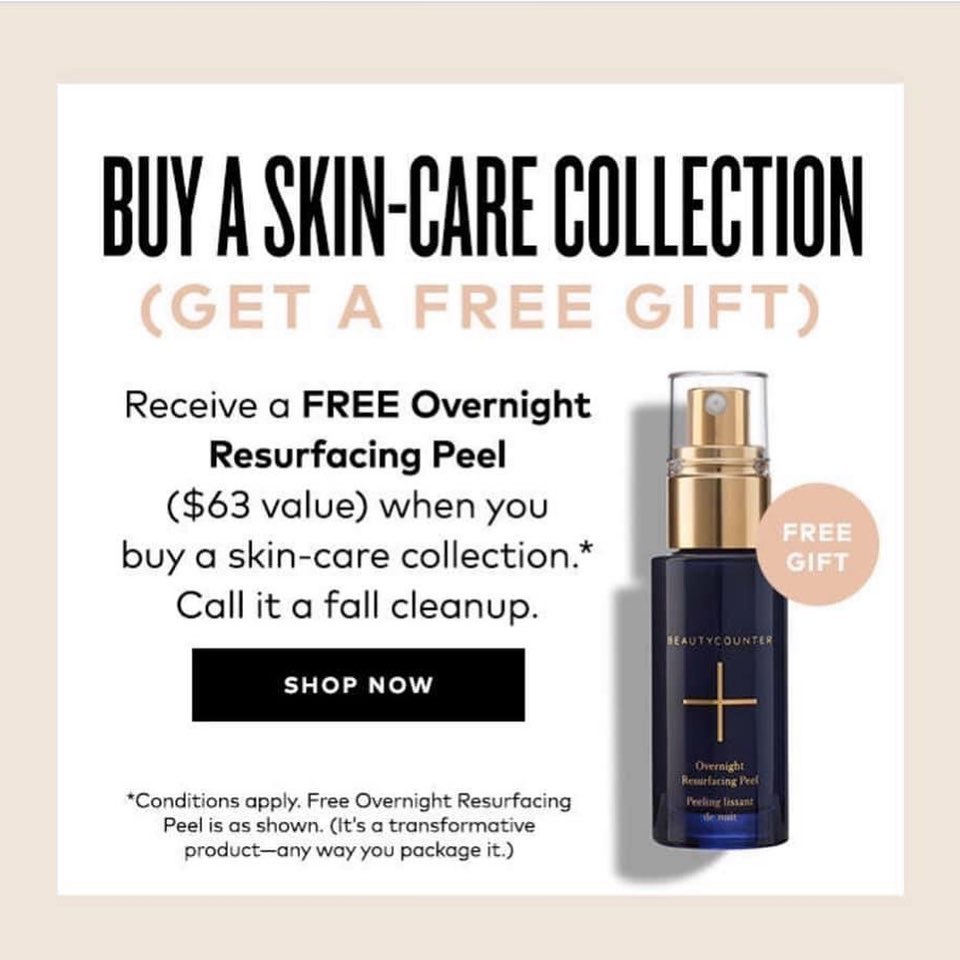 BUY A SKIN-CARE COLLECTION
(GET A FREE GIFT)
Receive a FREE Overnight
Resurfacing Peel
($63 value) when you
buy a skin-care collection.*
Call it a fall cleanup.
SHOP NOW
*Conditions apply. Free Overnight Resurfacing
Peel is as shown. (It's a transformative
product—any way you package it.)
FREE
GIFT
BEAUTYCOUNTER
Overnight
Resurfacing Peel
Peeling lissant
de nuit